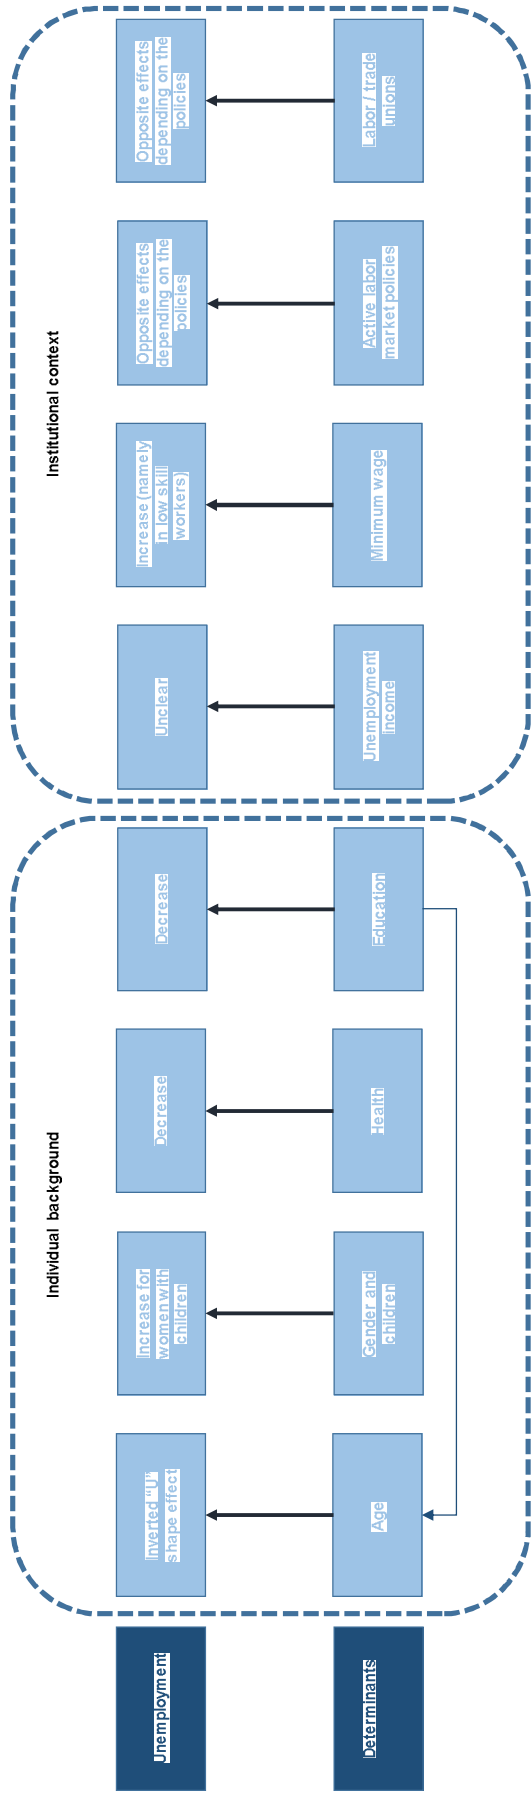 Individual background
Institutional context
Unemployment
Inverted “U”
shape effect
Increase for
women with
children
Decrease
Decrease
Unclear
Increase (namely
in low skill
workers)
Opposite effects
depending on the
policies
Opposite effects
depending on the
policies
Determinants
Age
Gender and
children
Health
Education
Unemployment
income
Minimum wage
Active labor
market policies
Labor / trade
unions